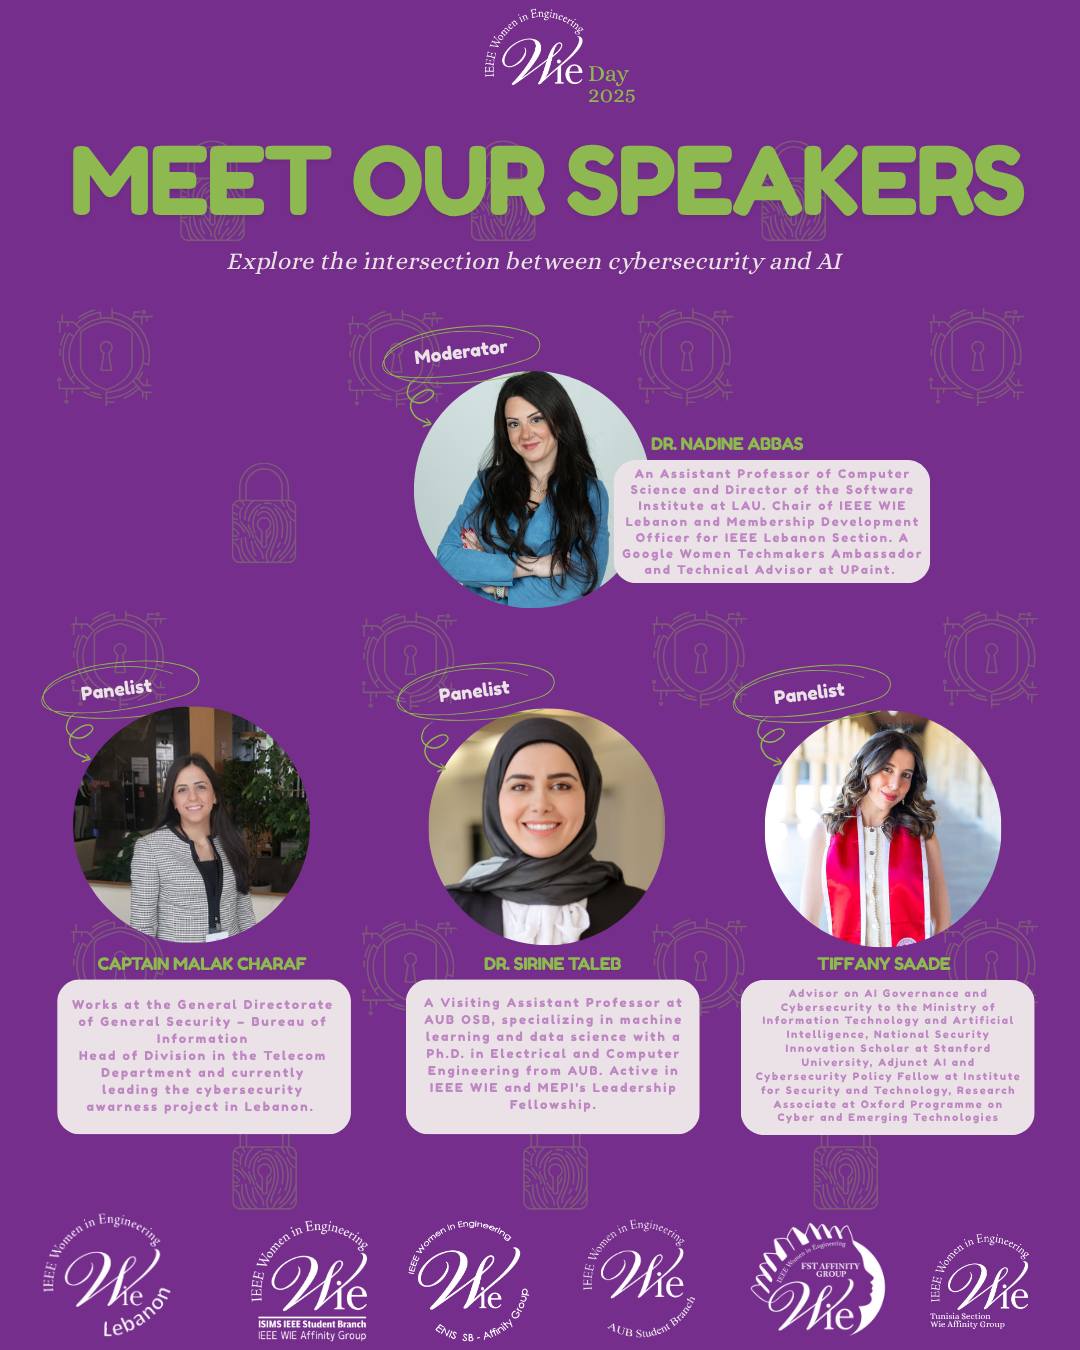 IEEE Women in Engineering
Wie Day
2025
MEET OUR SPEAKERS
Explore the intersection between cybersecurity and AI
Moderator
DR. NADINE ABBAS
An Assistant Professor of Computer
Science and Director of the Software
Institute at LAU. Chair of IEEE WIE
Lebanon and Membership Development
Officer for IEEE Lebanon Section. A
Google Women Techmakers Ambassador
and Technical Advisor at UPaint.
Panelist
CAPTAIN MALAK CHARAF
Works at the General Directorate
of General Security – Bureau of
Information
Head of Division in the Telecom
Department and currently
leading the cybersecurity
awarness project in Lebanon.
Panelist
DR. SIRINE TALEB
A Visiting Assistant Professor at
AUB OSB, specializing in machine
learning and data science with a
Ph.D. in Electrical and Computer
Engineering from AUB. Active in
IEEE WIE and MEPI's Leadership
Fellowship.
Panelist
TIFFANY SAADE
Advisor on AI Governance and
Cybersecurity to the Ministry of
Information Technology and Artificial
Intelligence, National Security
Innovation Scholar at Stanford
University, Adjunct AI and
Cybersecurity Policy Fellow at Institute
for Security and Technology, Research
Associate at Oxford Programme on
Cyber and Emerging Technologies
IEEE Women in Engineering
Wie
Lebanon
IEEE Women in Engineering
Wie
ISIMS IEEE Student Branch
IEEE WIE Affinity Group
IEEE Women in Engineering
Wie
ENIS SB - Affinity Group
IEEE Women in Engineering
Wie
AUB Student Branch
IEEE Women in Engineering
FST AFFINITY
GROUP
Wie
IEEE Women in Engineering
Wie
Tunisia Section
Wie Affinity Group